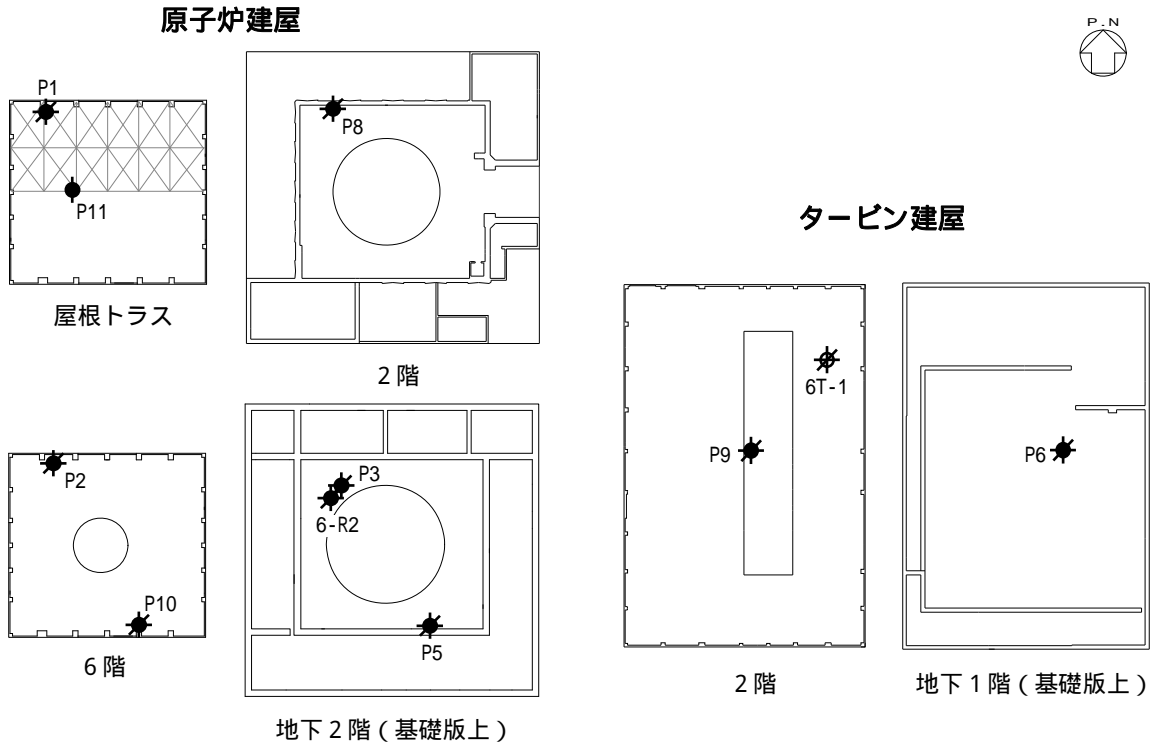 原子炉建屋
P.N
P1
P11
屋根トラス
P8
2階
P2
P10
6階
P3
6-R2
P5
地下2階(基礎版上)
タービン建屋
6T-1
P9
2階
P6
地下1階(基礎版上)